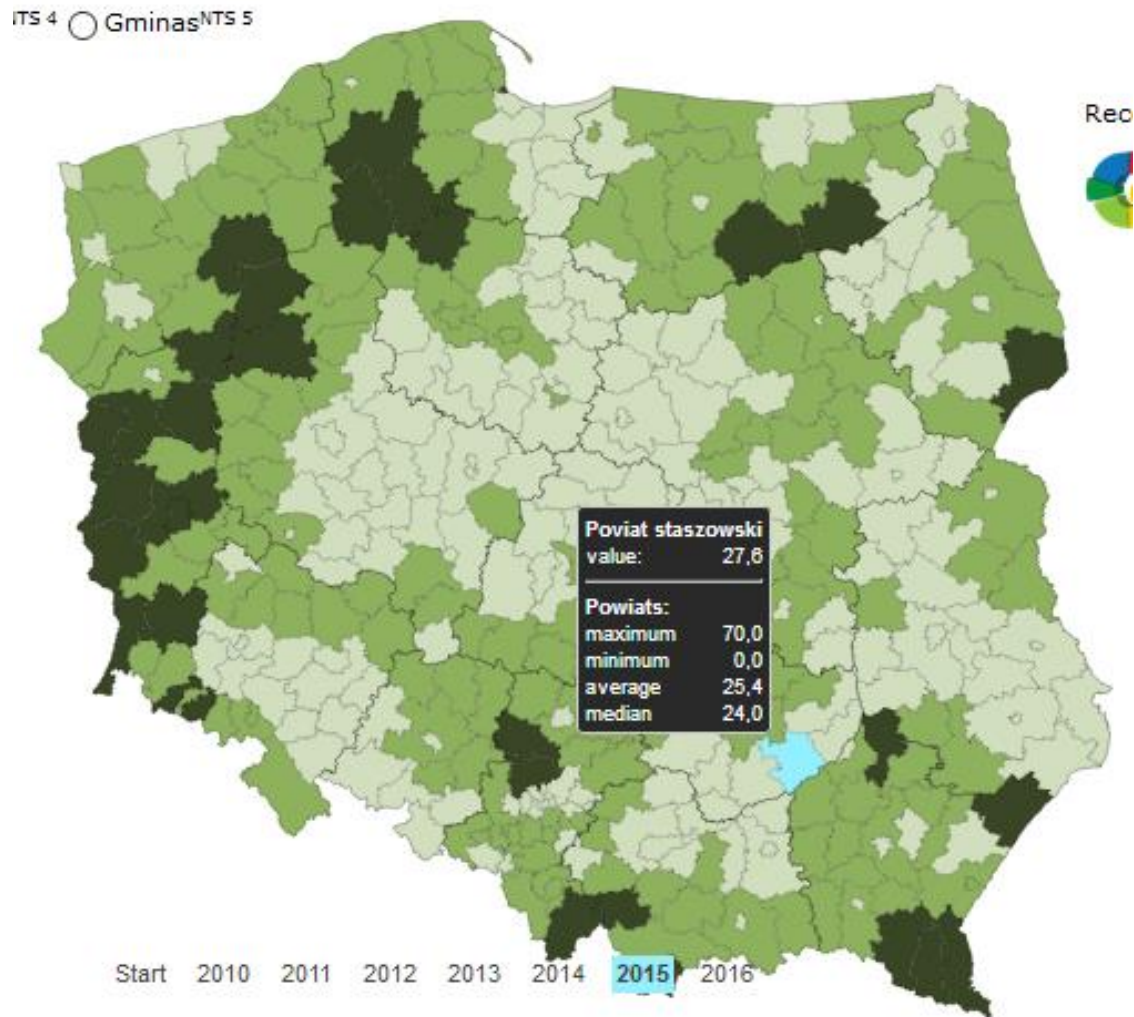 NTS 4 Gminas NTS 5
Rec
Poviat staszowski
value: 27,6
Powiats:
maximum 70,0
minimum 0,0
average 25,4
median 24,0
Start 2010 2011 2012 2013 2014 2015 2016